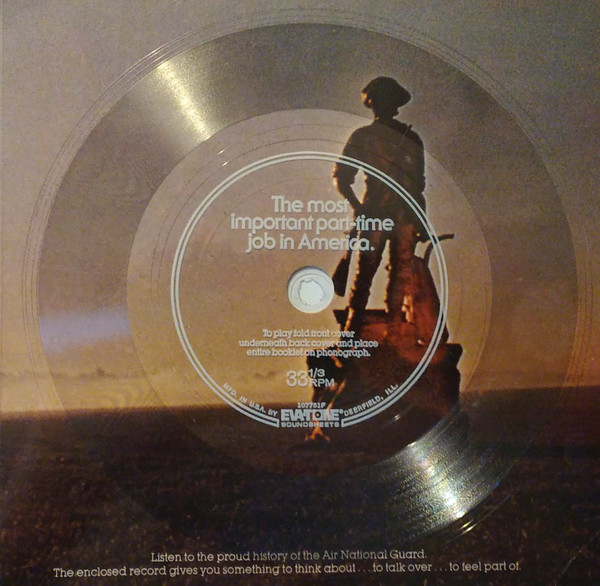 The most
important part-time
job in America.
To play fold front cover
underneath back cover and place
entire booklet on phonograph.
33 1/3
RPM
107751F
MFD. IN U.S.A. BY EVA-TONE® DEERFIELD, ILL.
SOUNDSHEETS
Listen to the proud history of the Air National Guard.
The enclosed record gives you something to think about . . . to talk over . . . to feel part of.